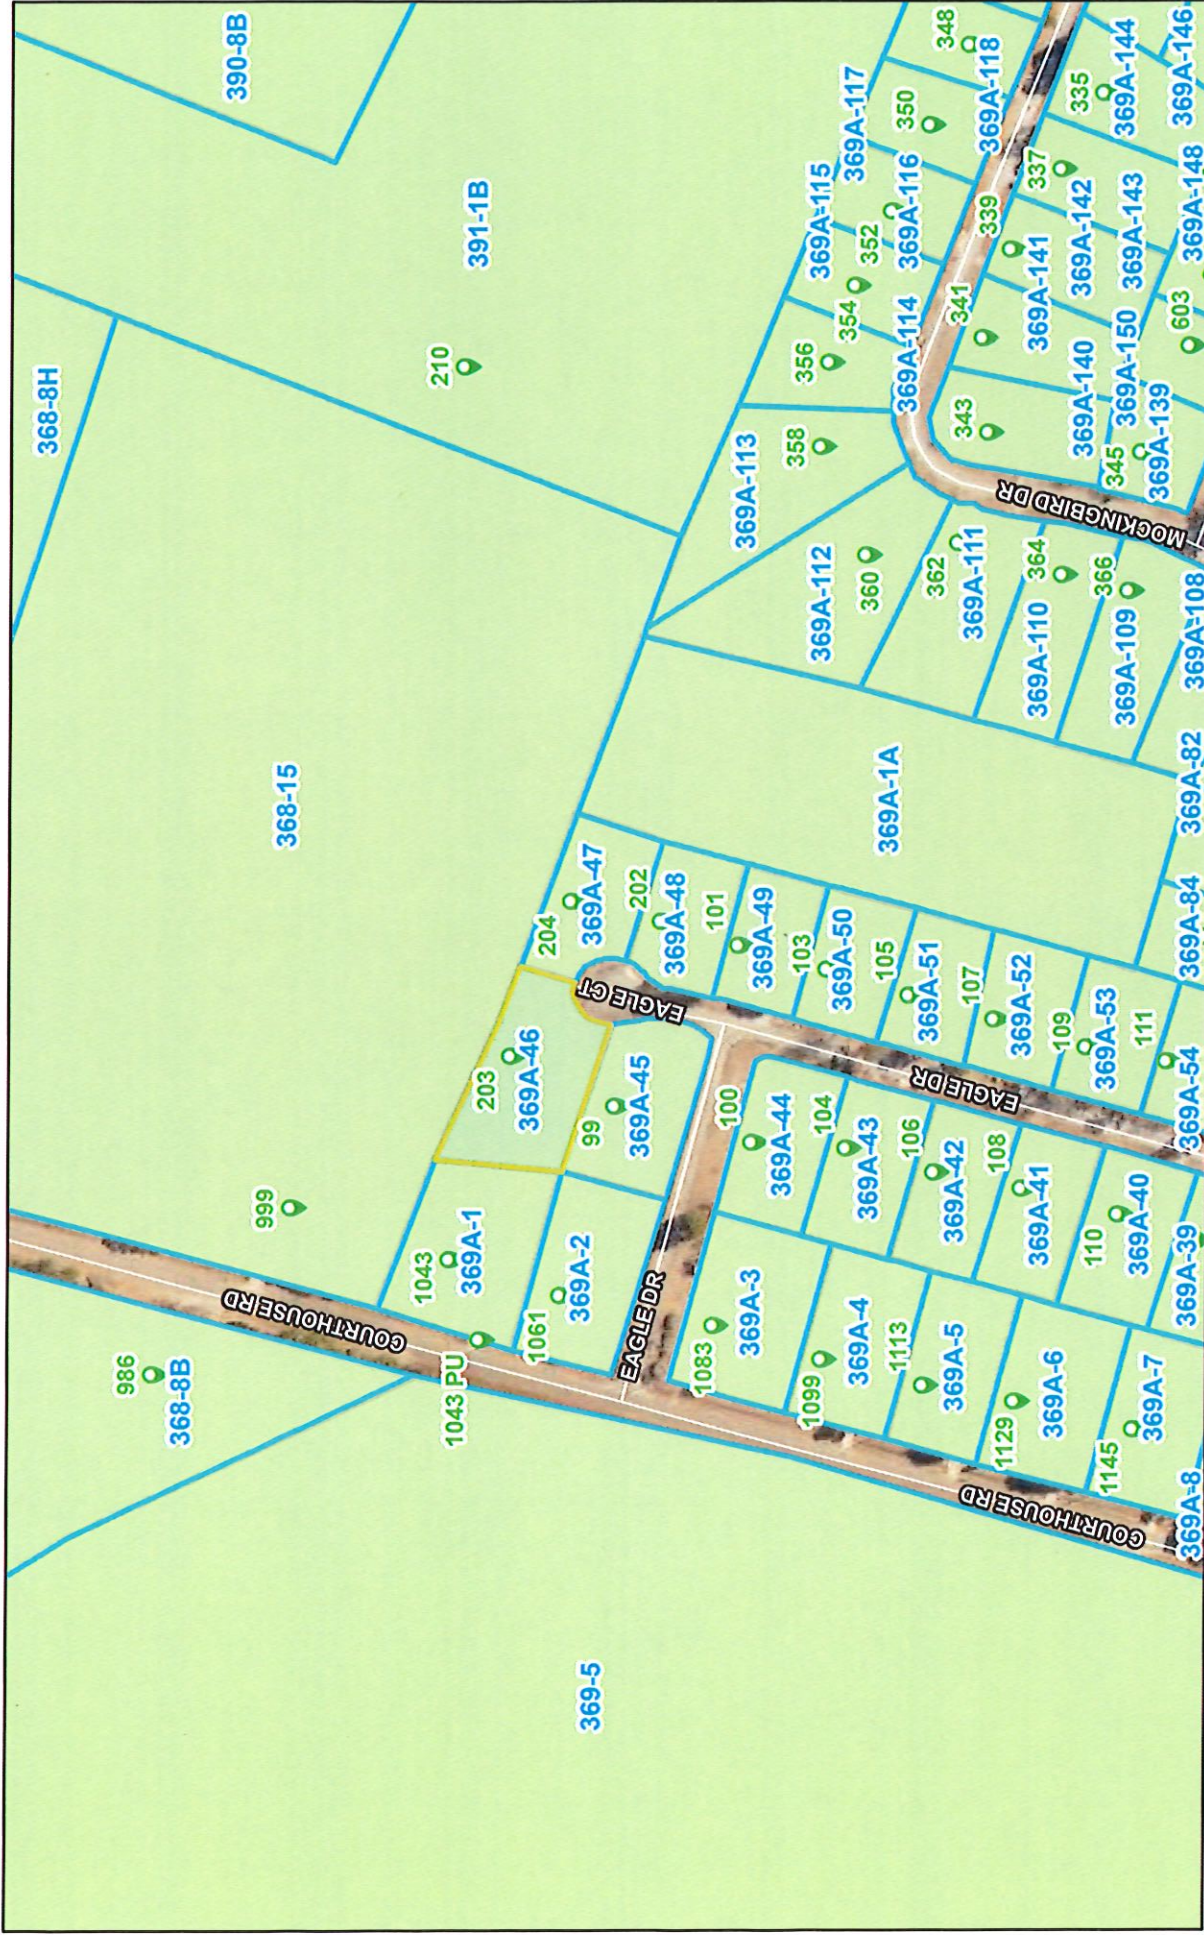 390-8B
368-8H
391-1B
210
368-15
999
986
368-8B
COURTHOUSE RD
1043 PU
369-5
348
369A-118
350
369A-117
369A-116
352
369A-115
354
356
369A-114
358
369A-113
369A-112
360
362
369A-111
364
369A-110
366
369A-109
369A-108
MOCKINGBIRD DR
335
369A-144
369A-146
337
369A-142
369A-143
369A-148
339
369A-141
341
369A-140
369A-150
603
343
345
369A-139
369A-1A
369A-82
369A-84
204
369A-47
202
369A-48
101
369A-49
103
369A-50
105
369A-51
107
369A-52
109
369A-53
111
369A-54
EAGLE CT
EAGLE DR
203
369A-46
99
369A-45
100
369A-44
104
369A-43
106
369A-42
108
369A-41
110
369A-40
369A-39
1043
369A-1
1061
369A-2
EAGLE DR
1083
369A-3
1099
369A-4
1113
369A-5
1129
369A-6
1145
369A-7
369A-8
COURTHOUSE RD